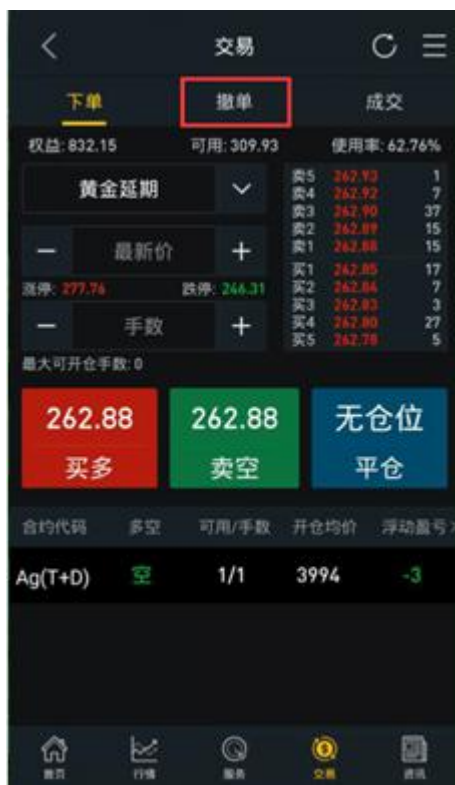 交易
下单 撤单 成交
权益:832.15 可用:309.93 使用率:62.76%
黄金延期
卖5 262.93 1
卖4 262.92 7
卖3 262.90 37
卖2 262.89 15
卖1 262.88 15
— 最新价 +
涨停:277.76 跌停:246.31
买1 262.85 17
买2 262.84 7
买3 262.83 3
买4 262.80 27
买5 262.78 5
— 手数 +
最大可开仓手数:0
262.88 262.88 无仓位
买多 卖空 平仓
合约代码 多空 可用/手数 开仓均价 浮动盈亏
Ag(T+D) 空 1/1 3994 -3
首页 行情 服务 交易 资讯